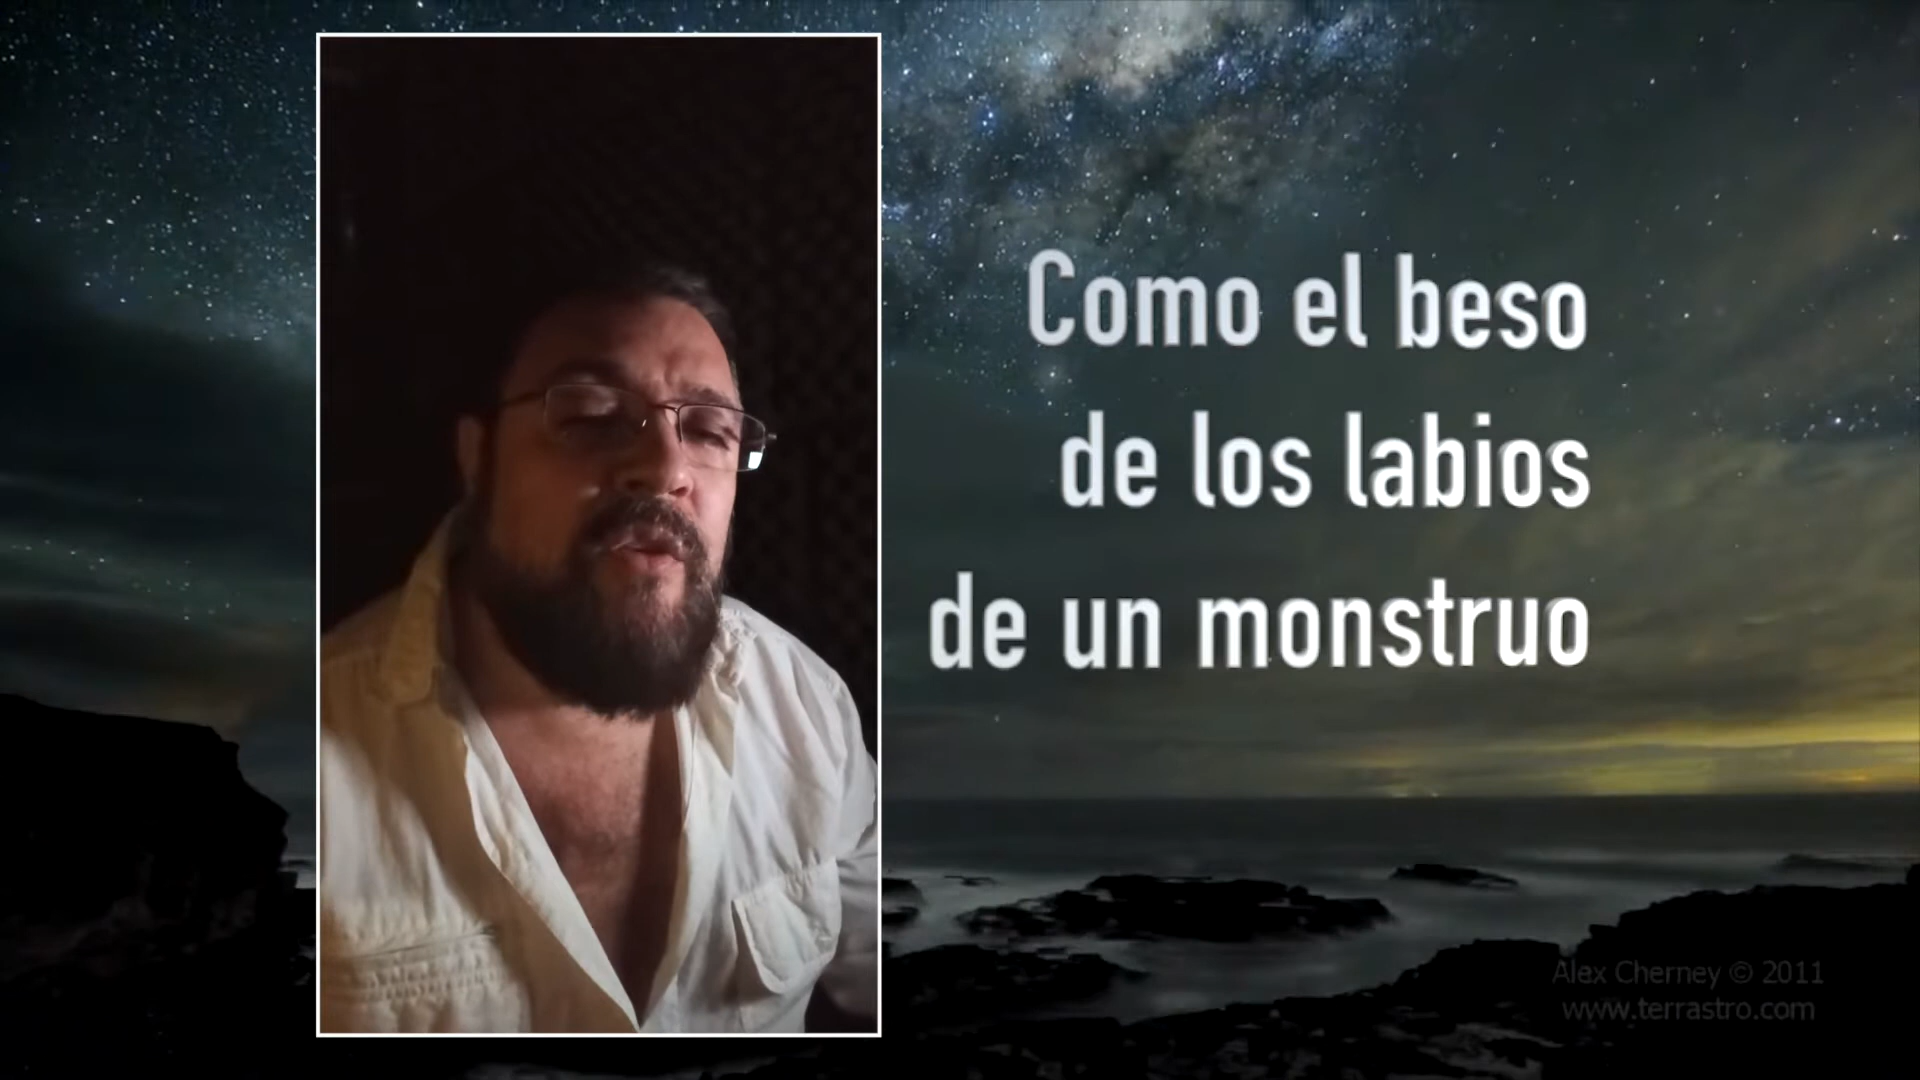 Como el beso
de los labios
de un monstruo
Alex Cherney © 2011
www.terrastro.com